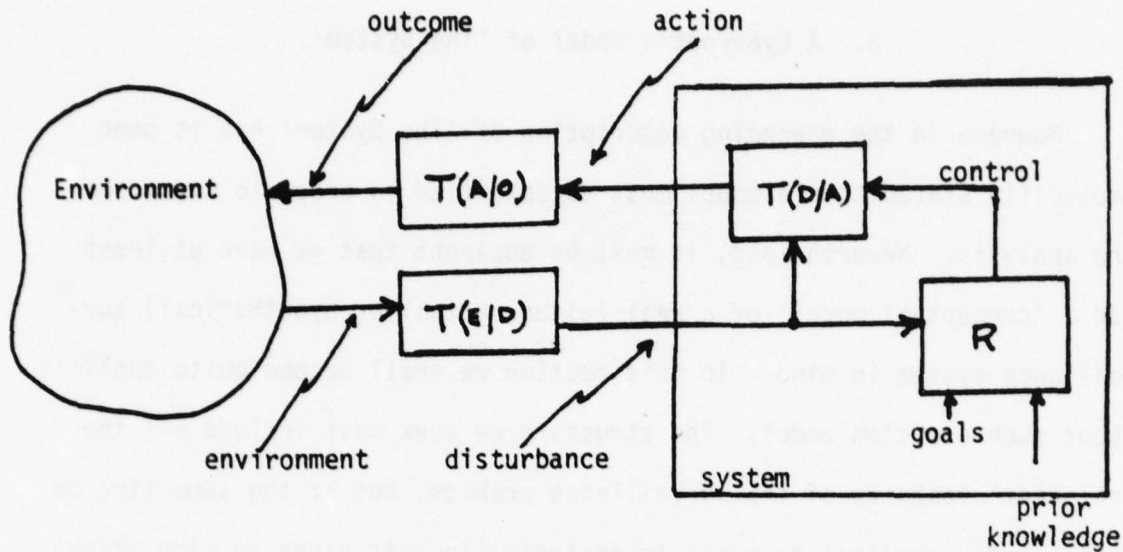 outcome
action
Environment
T(A/O)
T(D/A)
control
T(E/D)
R
environment
disturbance
goals
system
prior
knowledge